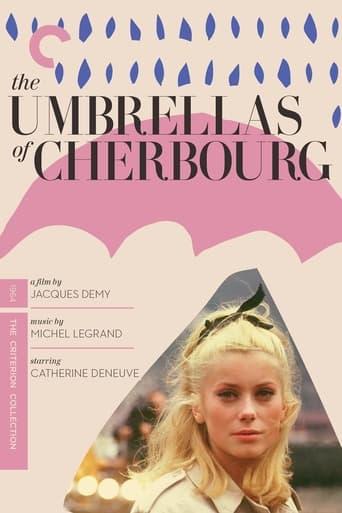 the
UMBRELLAS
of CHERBOURG
a film by
JACQUES DEMY
music by
MICHEL LEGRAND
starring
CATHERINE DENEUVE
1964
THE CRITERION COLLECTION